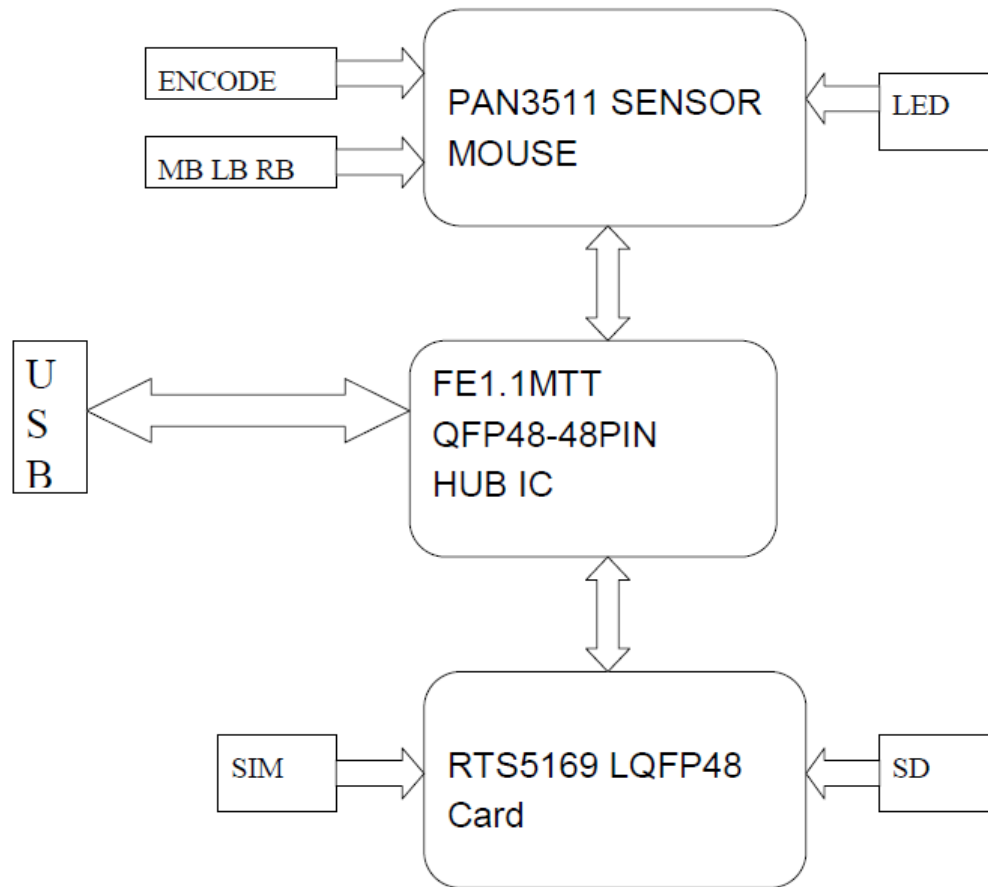 ENCODE
MB LB RB
PAN3511 SENSOR
MOUSE
LED
U
S
B
FE1.1MTT
QFP48-48PIN
HUB IC
SIM
RTS5169 LQFP48
Card
SD